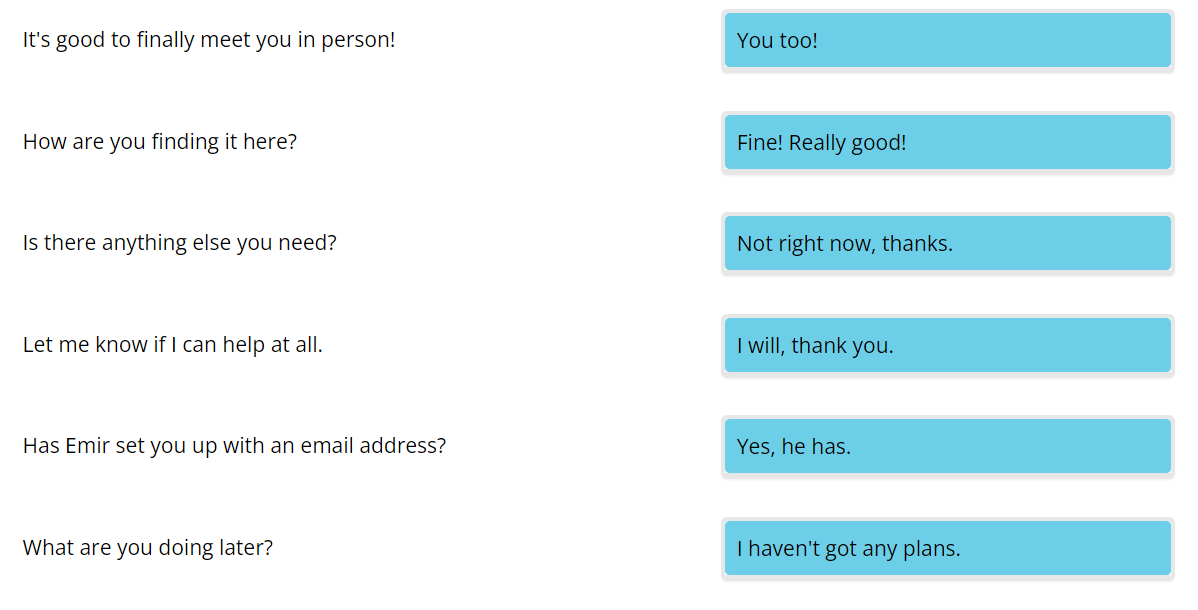 It's good to finally meet you in person!
You too!
How are you finding it here?
Fine! Really good!
Is there anything else you need?
Not right now, thanks.
Let me know if I can help at all.
I will, thank you.
Has Emir set you up with an email address?
Yes, he has.
What are you doing later?
I haven't got any plans.